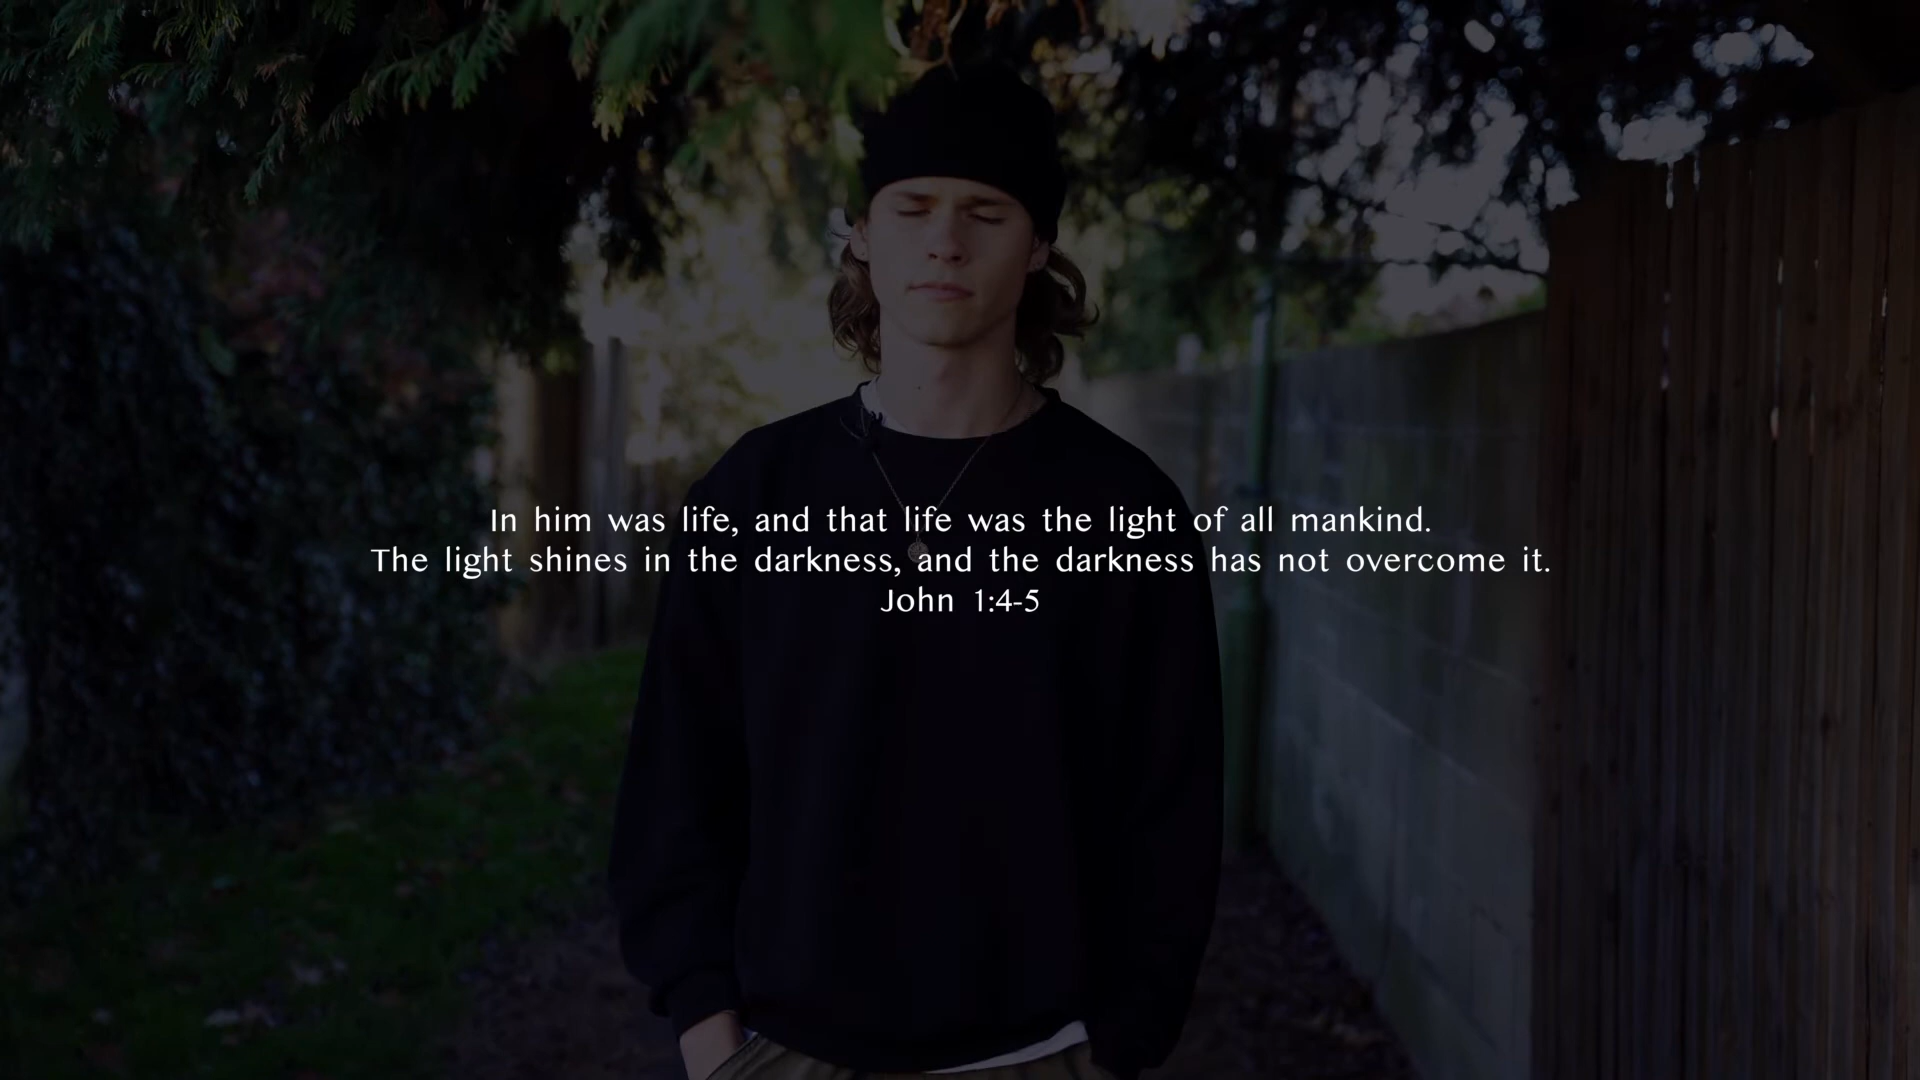 In him was life, and that life was the light of all mankind.
The light shines in the darkness, and the darkness has not overcome it.
John 1:4-5